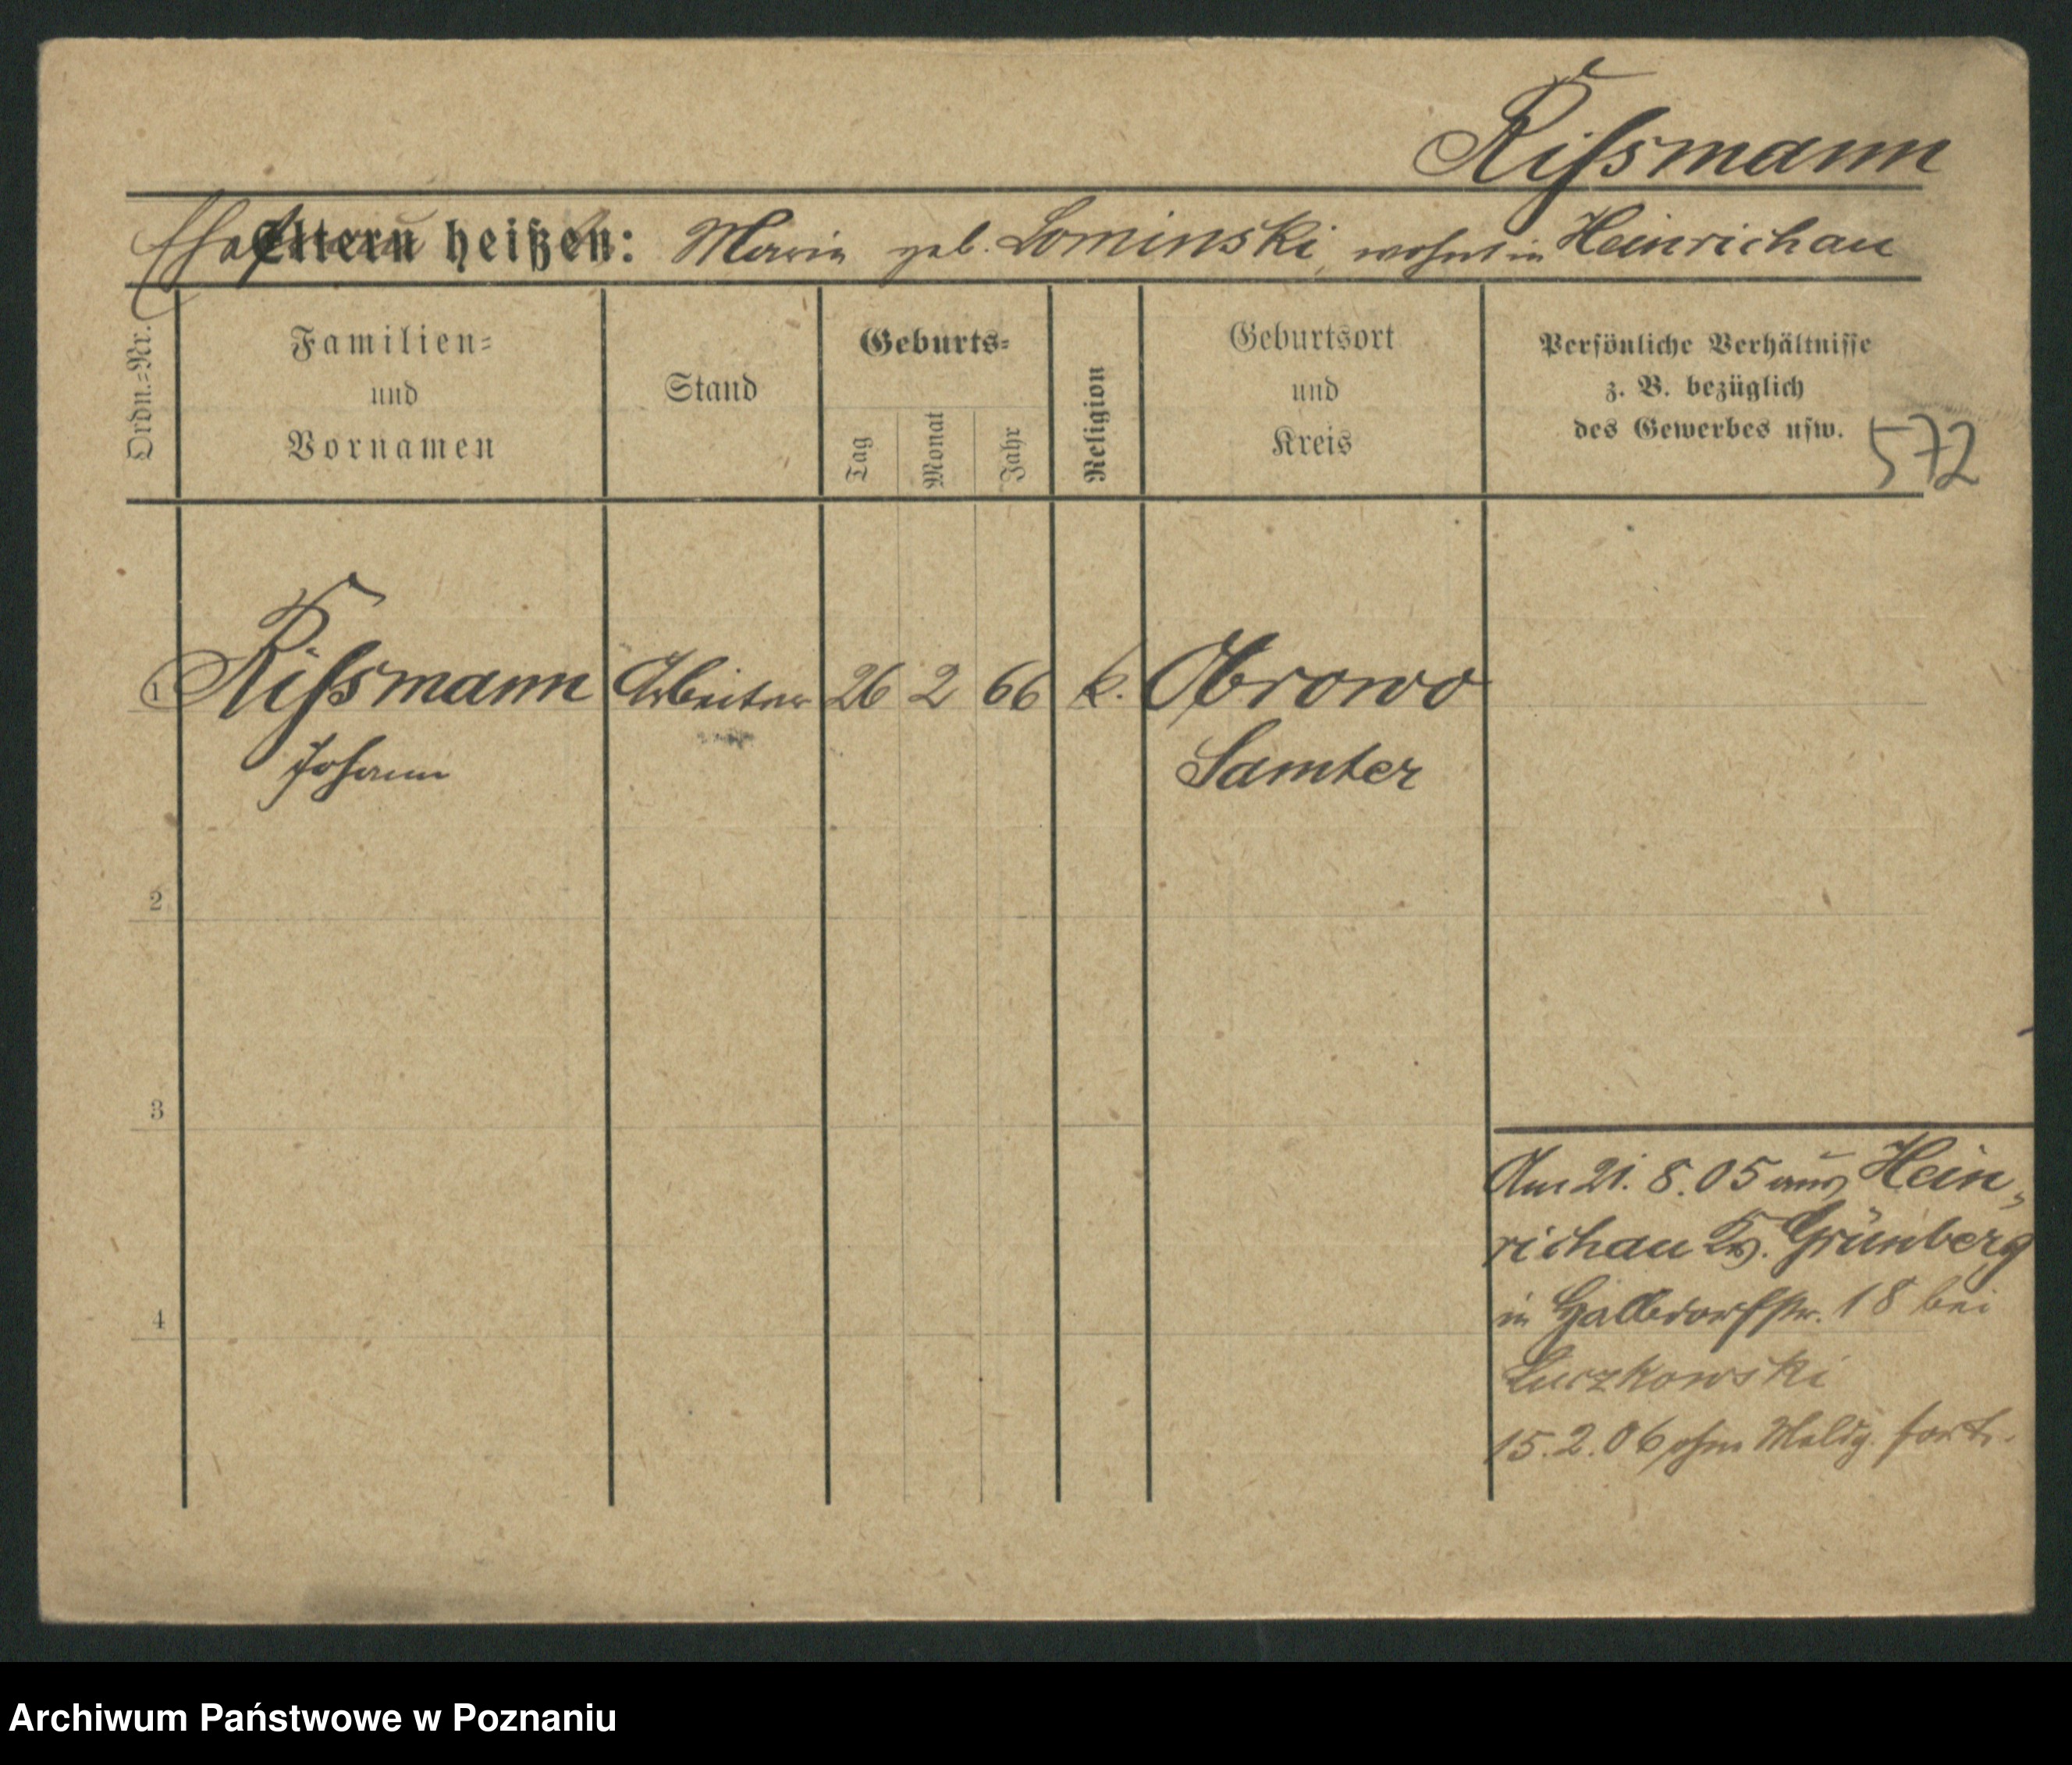 Rißmann
Ehefrau Eltern heißen: Maria geb. Lominski, wohnt in Heinrichau
Ordn.=Nr.
Familien=
und
Vornamen
Stand
Geburts=
Tag
Monat
Jahr
Religion
Geburtsort
und
Kreis
Persönliche Verhältnisse
z. B. bezüglich
des Gewerbes usw.
572
1 Rißmann Arbeiter 26 2 66 k. Obrowo
Johann Samter
2
3
4
Am 21. 8. 05 aus Hein-
richau Kr. Grünberg
in Halbdorfstr. 18 bei
Luczkowski
15. 2. 06 ohne Meldg. fort.
Archiwum Państwowe w Poznaniu